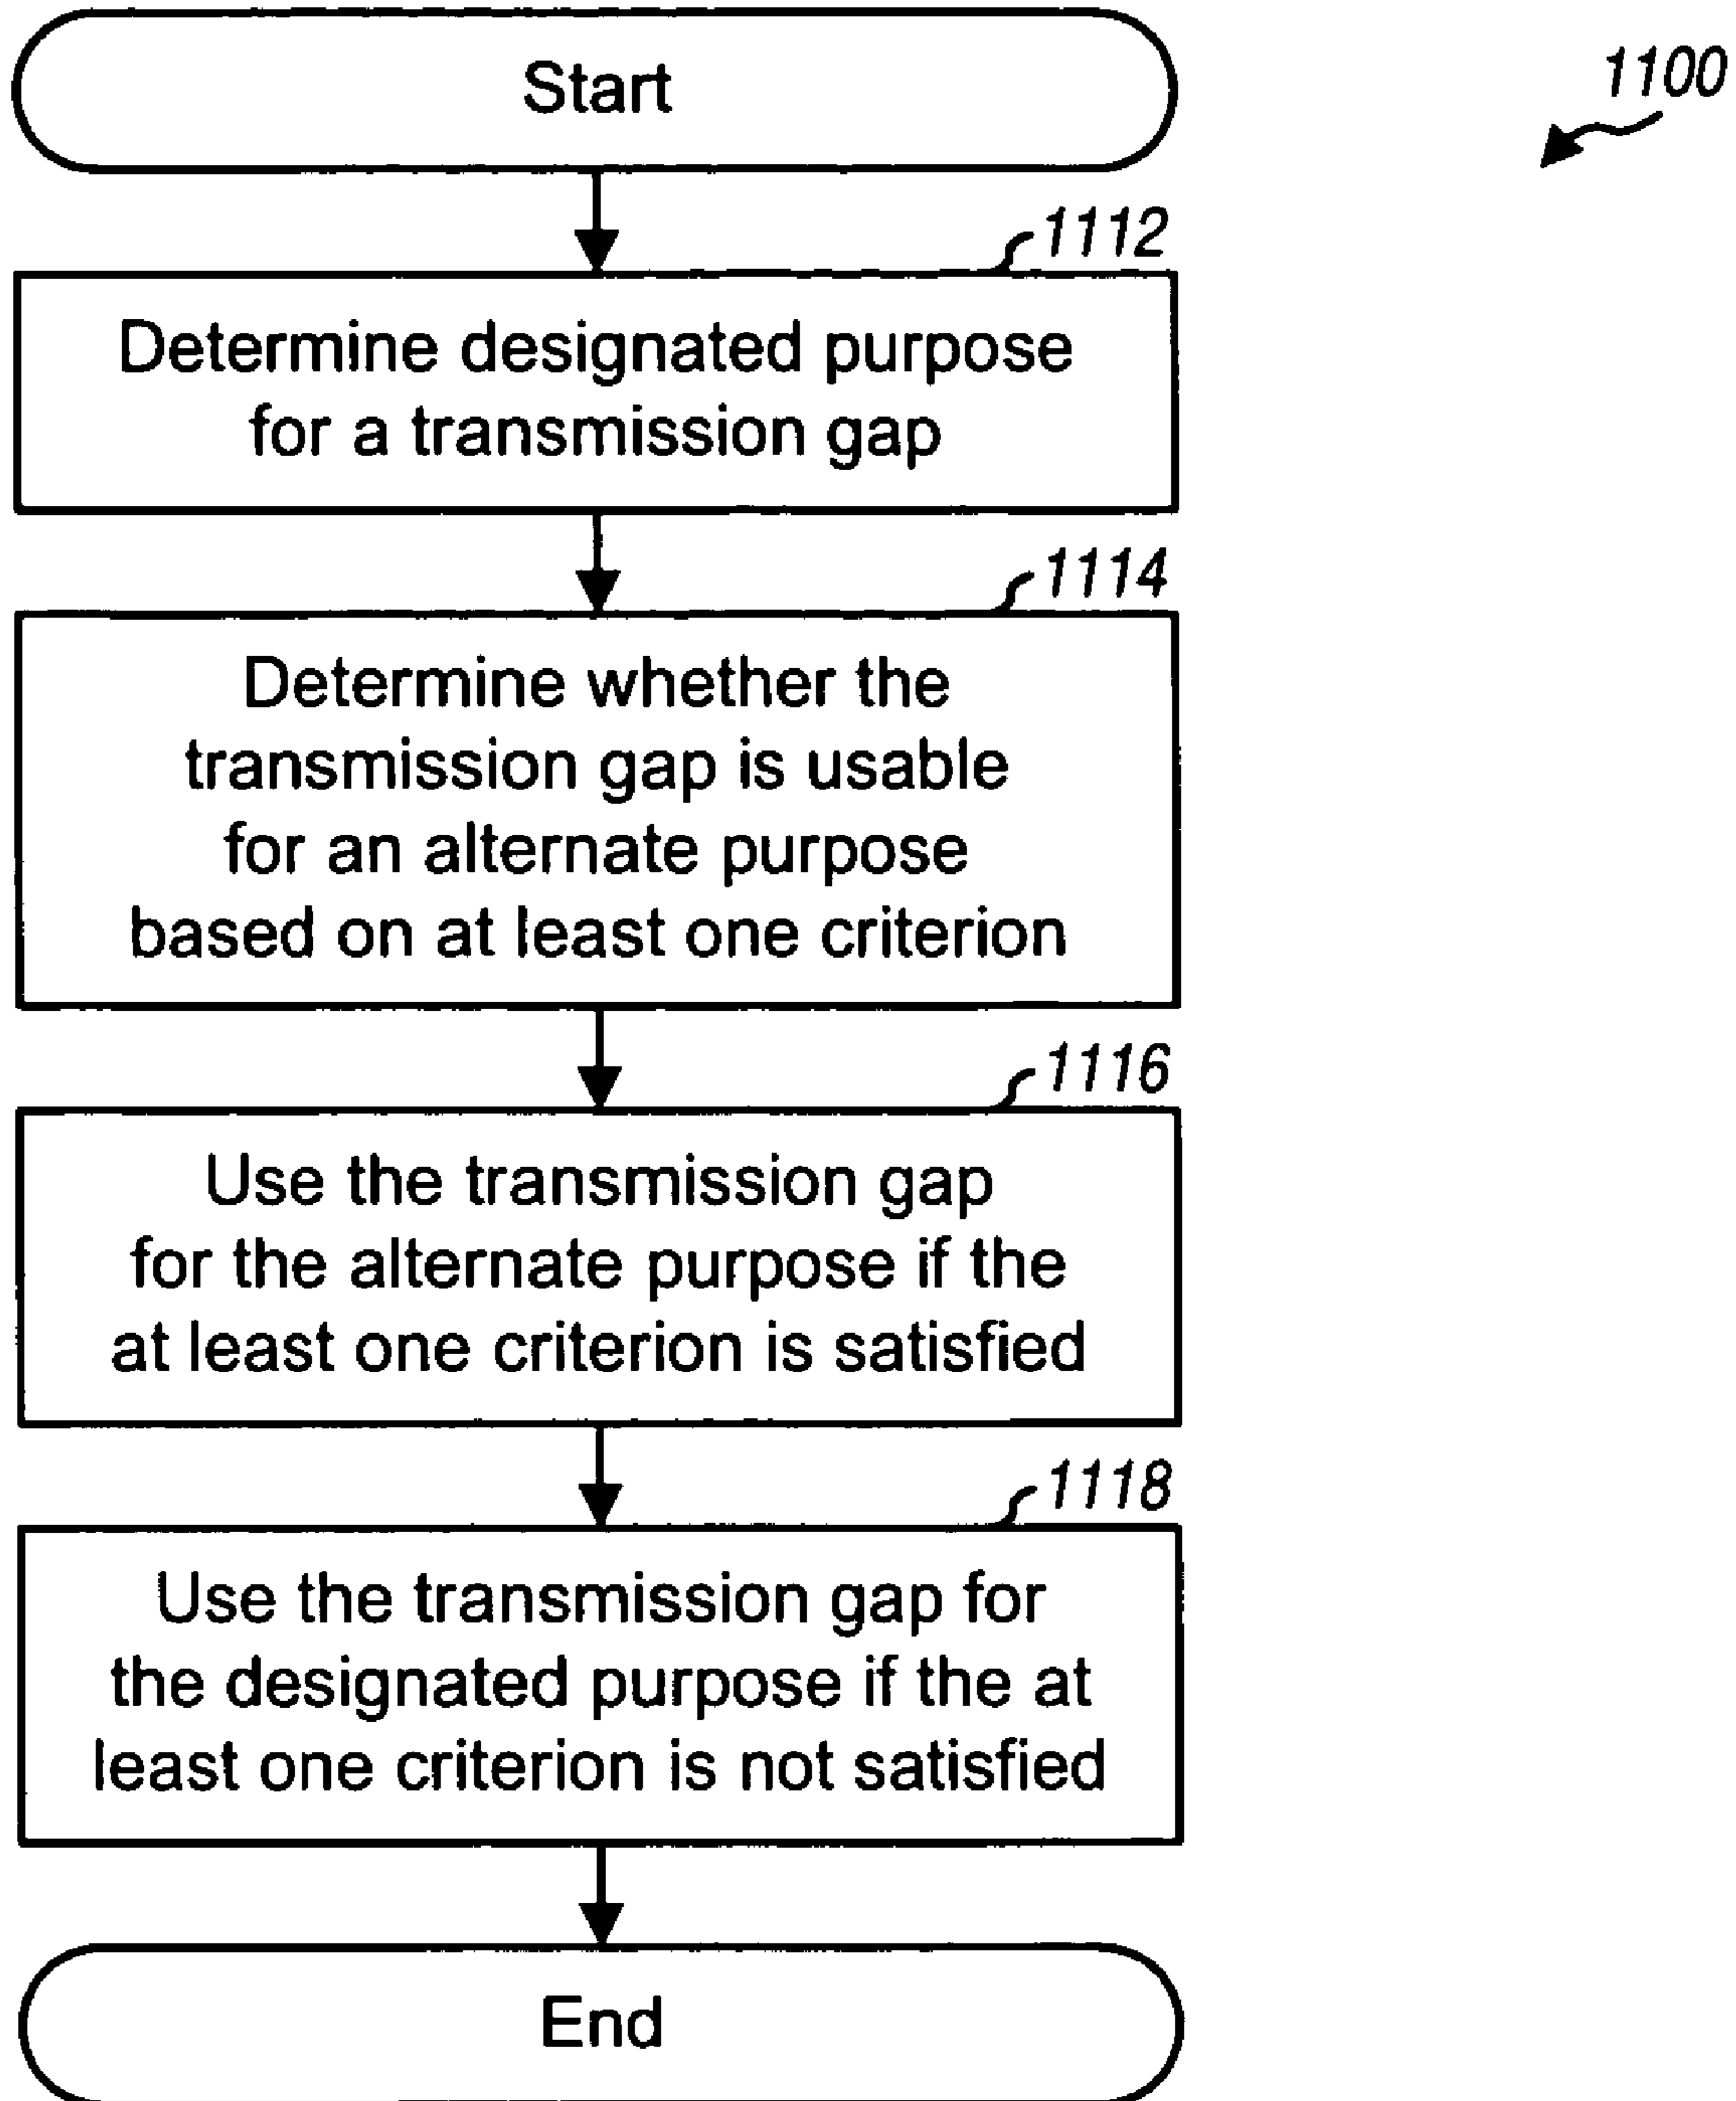 Start
1100
1112
Determine designated purpose
for a transmission gap
1114
Determine whether the
transmission gap is usable
for an alternate purpose
based on at least one criterion
1116
Use the transmission gap
for the alternate purpose if the
at least one criterion is satisfied
1118
Use the transmission gap for
the designated purpose if the at
least one criterion is not satisfied
End